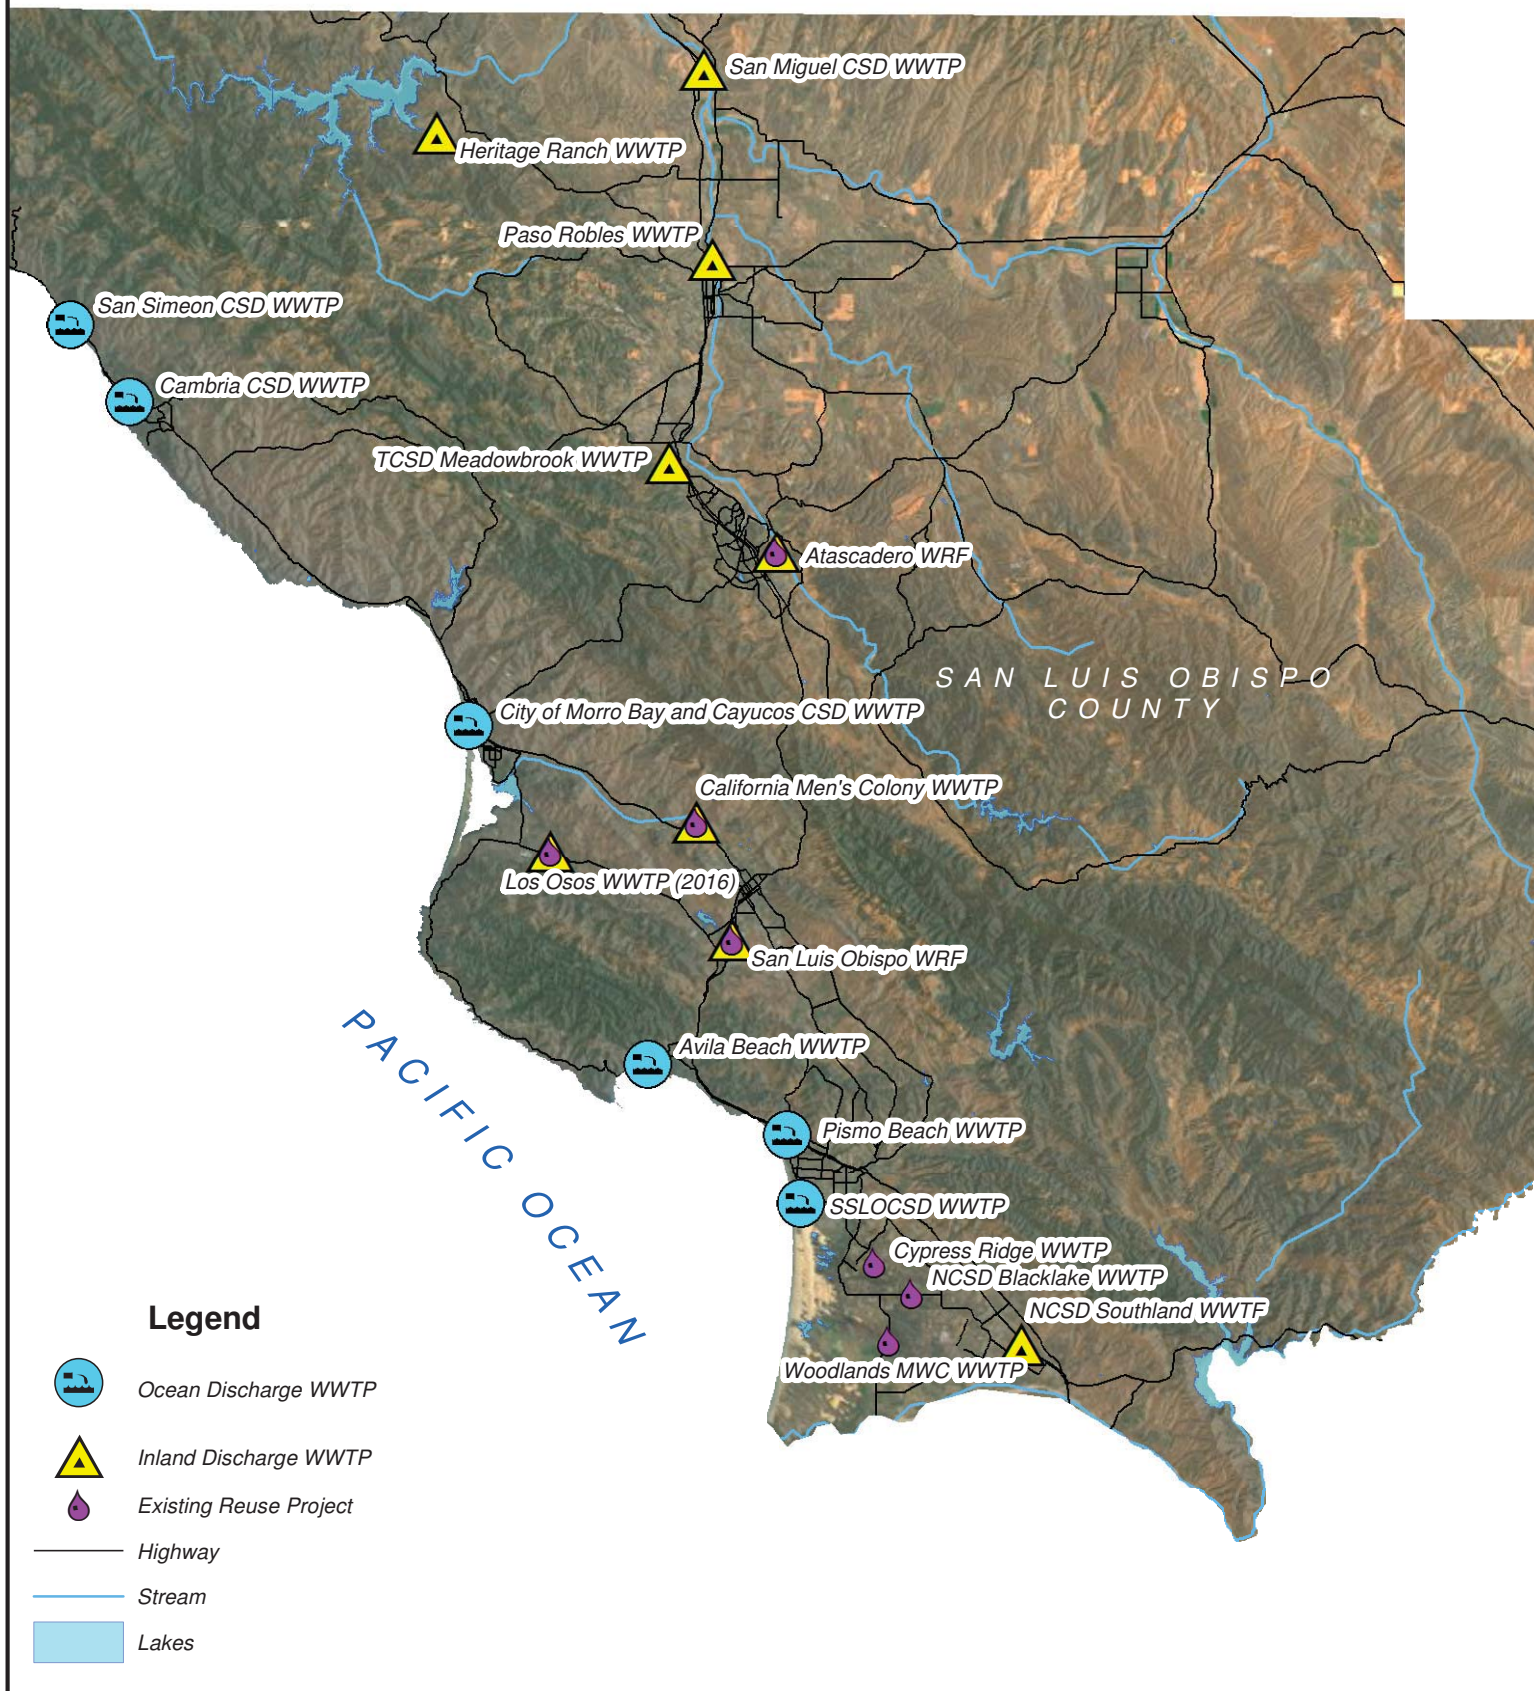 San Miguel CSD WWTP
Heritage Ranch WWTP
Paso Robles WWTP
San Simeon CSD WWTP
Cambria CSD WWTP
TCSD Meadowbrook WWTP
Atascadero WRF
SAN LUIS OBISPO
COUNTY
City of Morro Bay and Cayucos CSD WWTP
California Men's Colony WWTP
Los Osos WWTP (2016)
San Luis Obispo WRF
PACIFIC OCEAN
Avila Beach WWTP
Pismo Beach WWTP
SSLOCSD WWTP
Cypress Ridge WWTP
NCSD Blacklake WWTP
NCSD Southland WWTF
Woodlands MWC WWTP
Legend
Ocean Discharge WWTP
Inland Discharge WWTP
Existing Reuse Project
Highway
Stream
Lakes